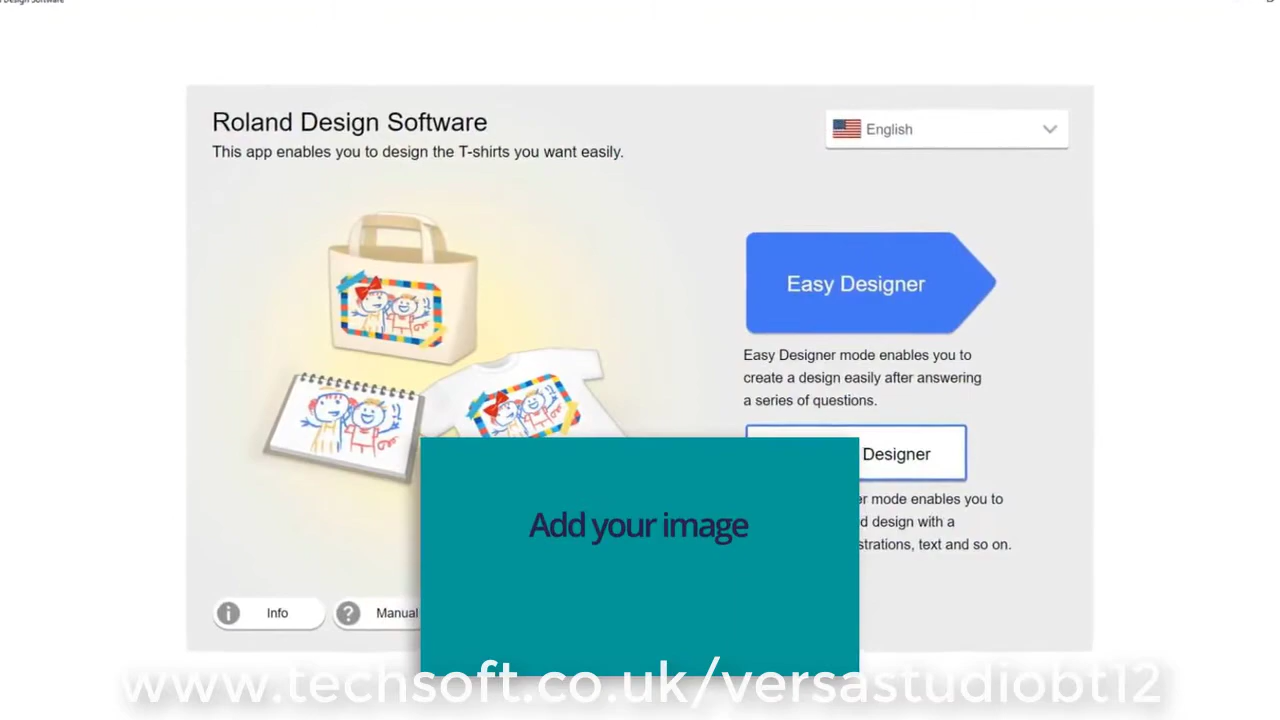 Design Software
Roland Design Software
This app enables you to design the T-shirts you want easily.
English
Easy Designer
Easy Designer mode enables you to
create a design easily after answering
a series of questions.
Designer
mode enables you to
design with a
text and so on.
Add your image
Info
Manual
www.techsoft.co.uk/versastudiobt12